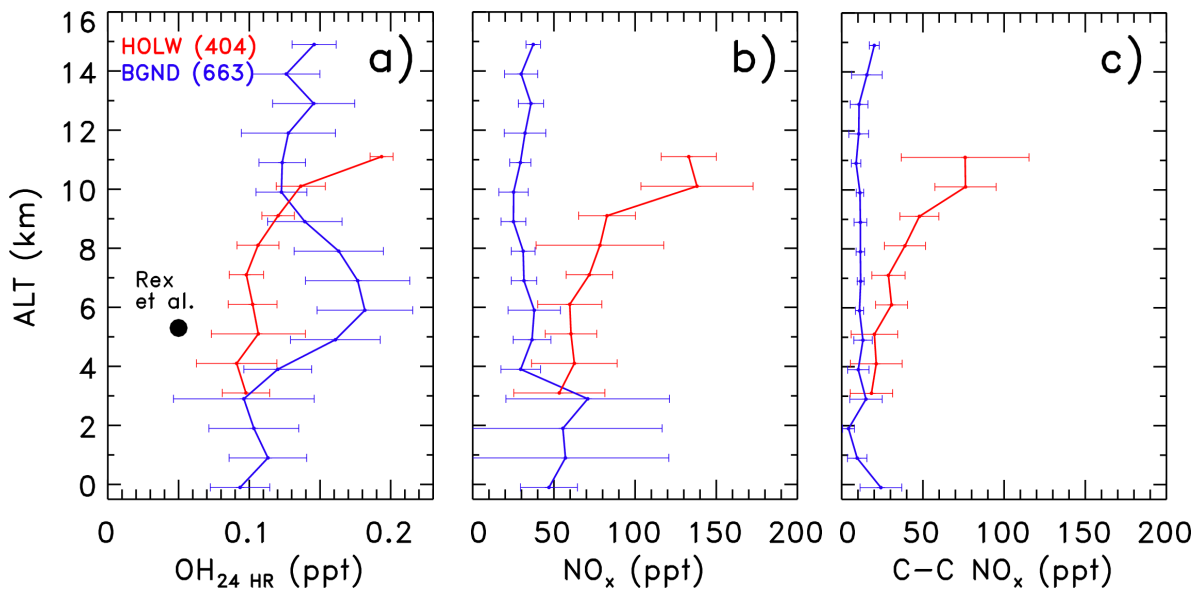 16
14
12
10
8
6
4
2
0
ALT (km)
HOLW (404)
BGND (663)
a)
Rex
et al.
0 0.1 0.2
OH24 HR (ppt)
b)
0 50 100 150 200
NOx (ppt)
c)
0 50 100 150 200
C−C NOx (ppt)